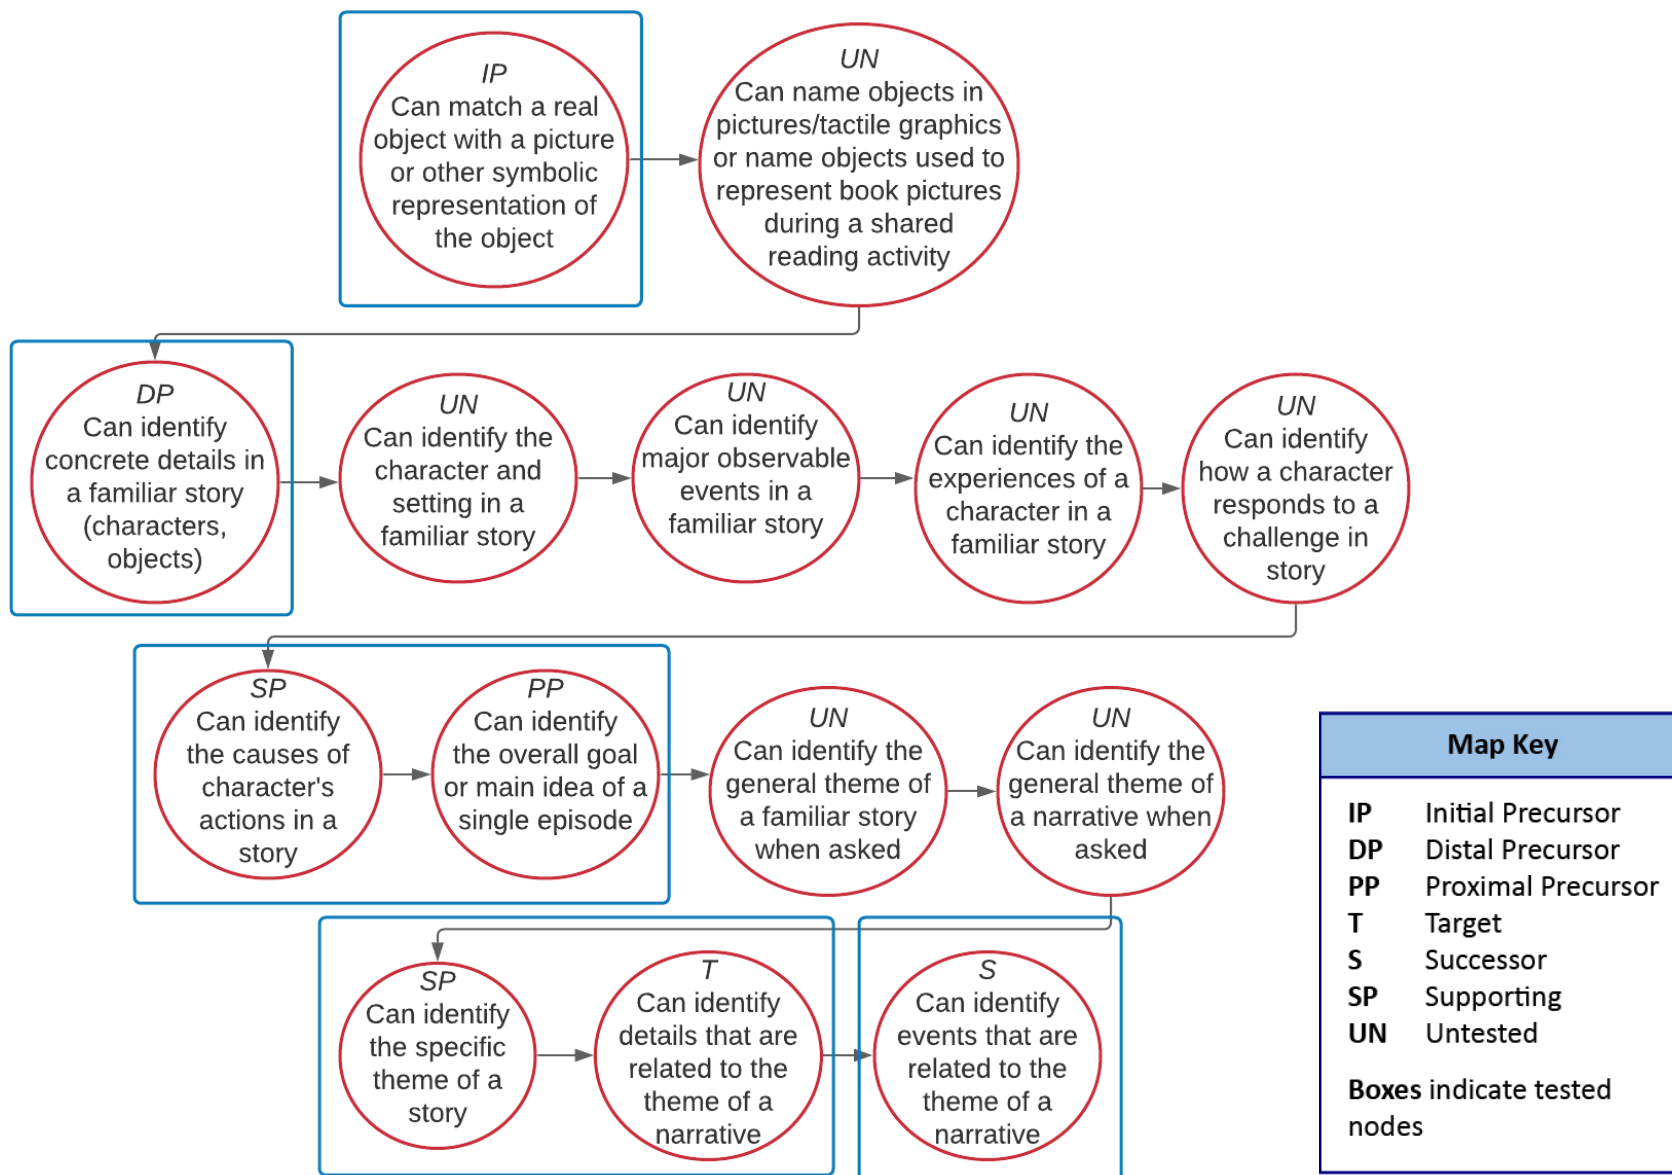 IP
Can match a real
object with a picture
or other symbolic
representation of
the object
UN
Can name objects in
pictures/tactile graphics
or name objects used to
represent book pictures
during a shared
reading activity
DP
Can identify
concrete details in
a familiar story
(characters,
objects)
UN
Can identify the
character and
setting in a
familiar story
UN
Can identify
major observable
events in a
familiar story
UN
Can identify the
experiences of a
character in a
familiar story
UN
Can identify
how a character
responds to a
challenge in
story
SP
Can identify
the causes of
character's
actions in a
story
PP
Can identify
the overall goal
or main idea of a
single episode
UN
Can identify the
general theme of
a familiar story
when asked
UN
Can identify the
general theme of
a narrative when
asked
SP
Can identify
the specific
theme of a
story
T
Can identify
details that are
related to the
theme of a
narrative
S
Can identify
events that are
related to the
theme of a
narrative
Map Key
IP Initial Precursor
DP Distal Precursor
PP Proximal Precursor
T Target
S Successor
SP Supporting
UN Untested
Boxes indicate tested
nodes